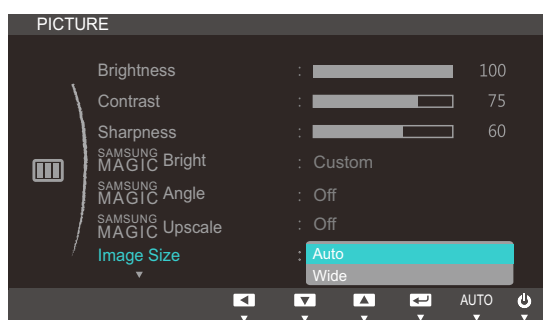 PICTURE
Brightness : 100
Contrast : 75
Sharpness : 60
SAMSUNG MAGIC Bright : Custom
SAMSUNG MAGIC Angle : Off
SAMSUNG MAGIC Upscale : Off
Image Size : Auto
Wide
AUTO